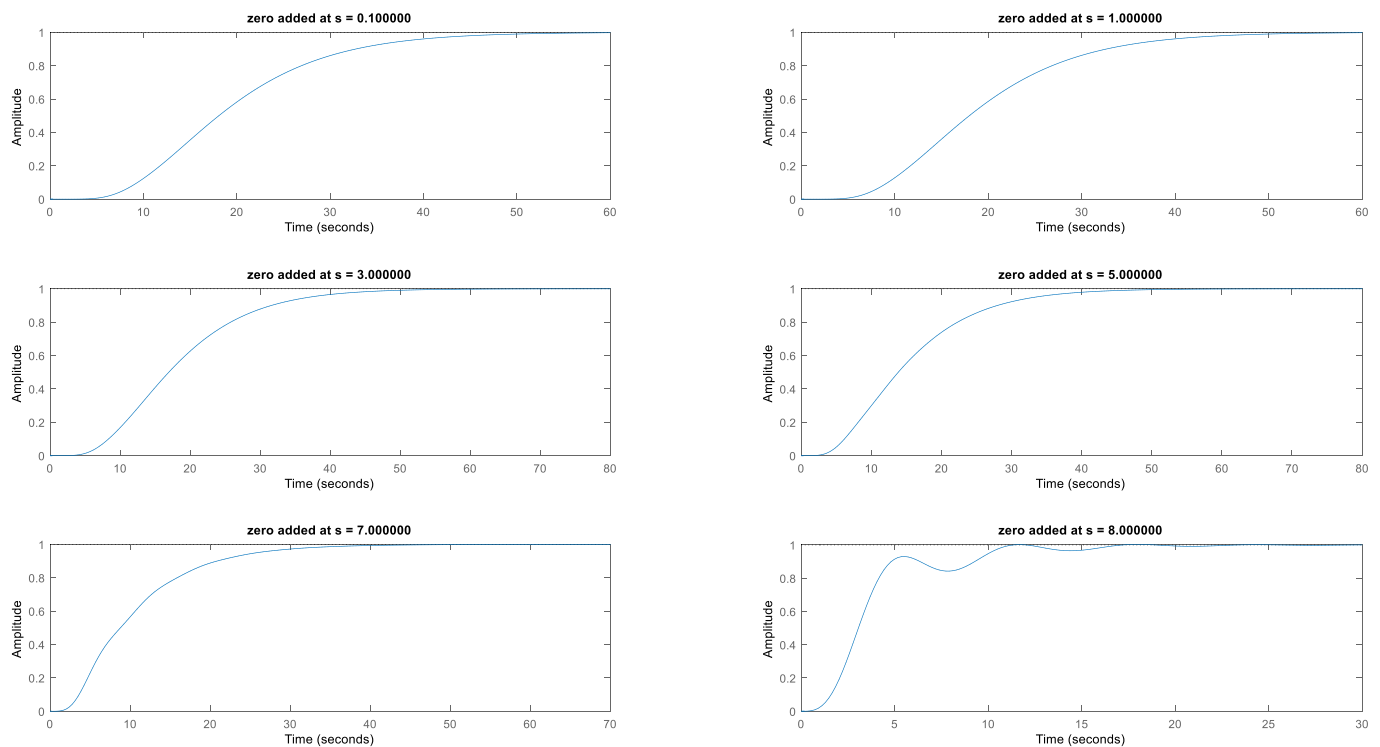 zero added at s = 0.100000
1
0.8
0.6
0.4
0.2
0
Amplitude
0 10 20 30 40 50 60
Time (seconds)
zero added at s = 1.000000
1
0.8
0.6
0.4
0.2
0
Amplitude
0 10 20 30 40 50 60
Time (seconds)
zero added at s = 3.000000
1
0.8
0.6
0.4
0.2
0
Amplitude
0 10 20 30 40 50 60 70 80
Time (seconds)
zero added at s = 5.000000
1
0.8
0.6
0.4
0.2
0
Amplitude
0 10 20 30 40 50 60 70 80
Time (seconds)
zero added at s = 7.000000
1
0.8
0.6
0.4
0.2
0
Amplitude
0 10 20 30 40 50 60 70
Time (seconds)
zero added at s = 8.000000
1
0.8
0.6
0.4
0.2
0
Amplitude
0 5 10 15 20 25 30
Time (seconds)